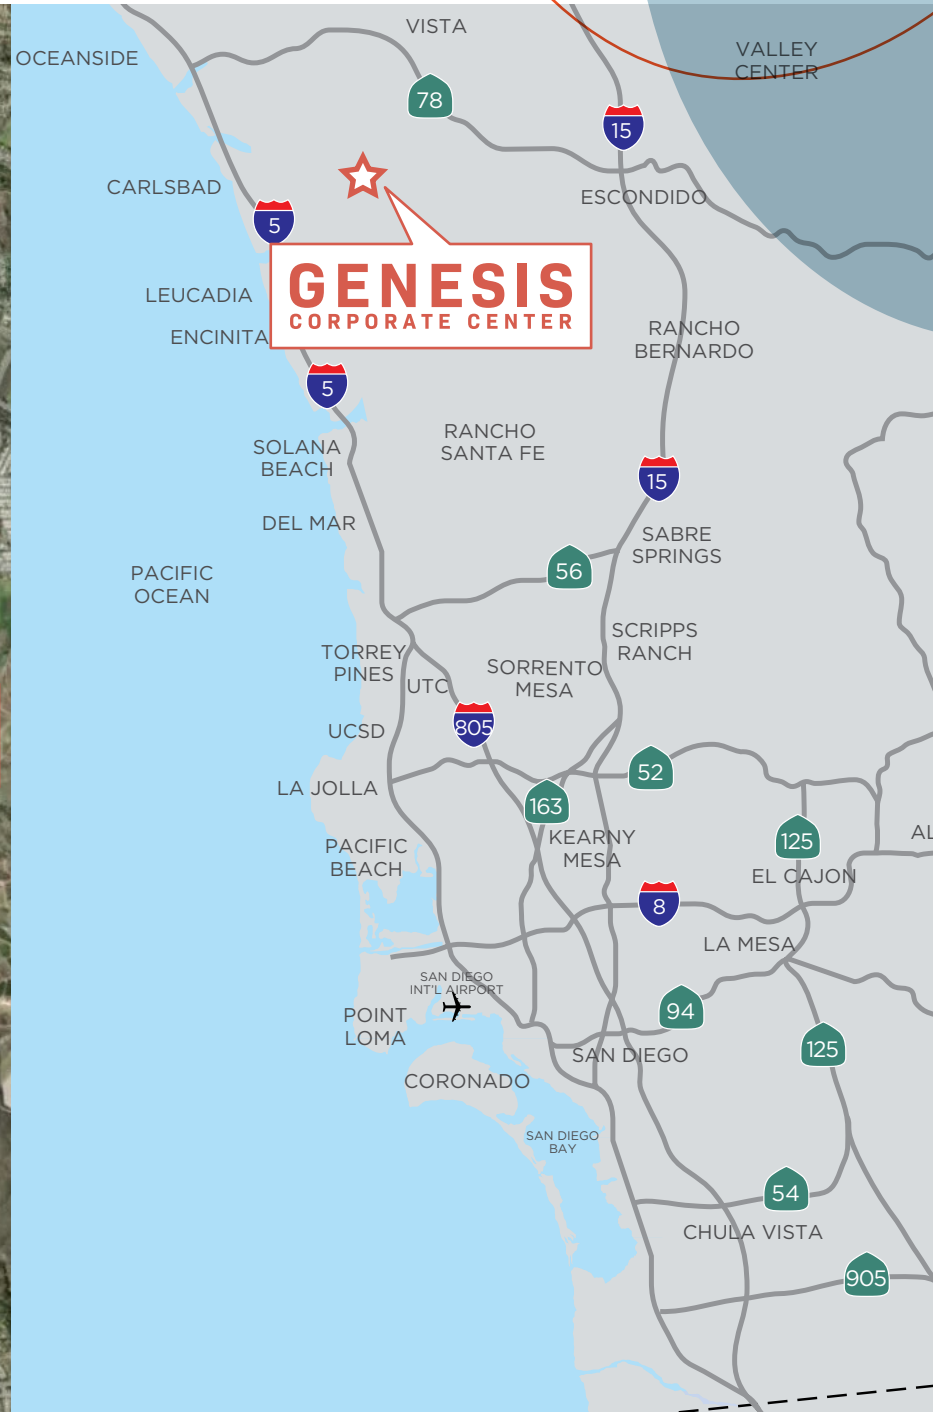 VISTA
OCEANSIDE
VALLEY
CENTER
78
15
CARLSBAD
ESCONDIDO
5
GENESIS
CORPORATE CENTER
LEUCADIA
ENCINITA
RANCHO
BERNARDO
5
RANCHO
SANTA FE
SOLANA
BEACH
15
DEL MAR
SABRE
SPRINGS
56
PACIFIC
OCEAN
SCRIPPS
RANCH
TORREY
PINES
SORRENTO
MESA
UTC
UCSD
805
52
LA JOLLA
163
KEARNY
MESA
125
AL
PACIFIC
BEACH
EL CAJON
8
LA MESA
SAN DIEGO
INT'L AIRPORT
94
POINT
LOMA
125
SAN DIEGO
CORONADO
SAN DIEGO
BAY
54
CHULA VISTA
905